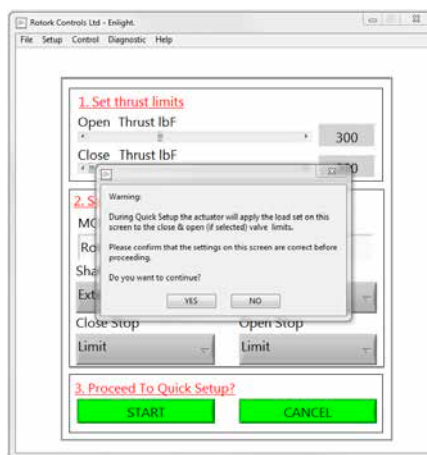 Rotork Controls Ltd - Enlight.
File Setup Control Diagnostic Help
1. Set thrust limits
Open Thrust lbF
300
Close Thrust lbF
Warning:
During Quick Setup the actuator will apply the load set on this
screen to the close & open (if selected) valve limits.
Please confirm that the settings on this screen are correct before
proceeding.
Do you want to continue?
YES NO
2.
Close Stop Open Stop
Limit Limit
3. Proceed To Quick Setup?
START CANCEL